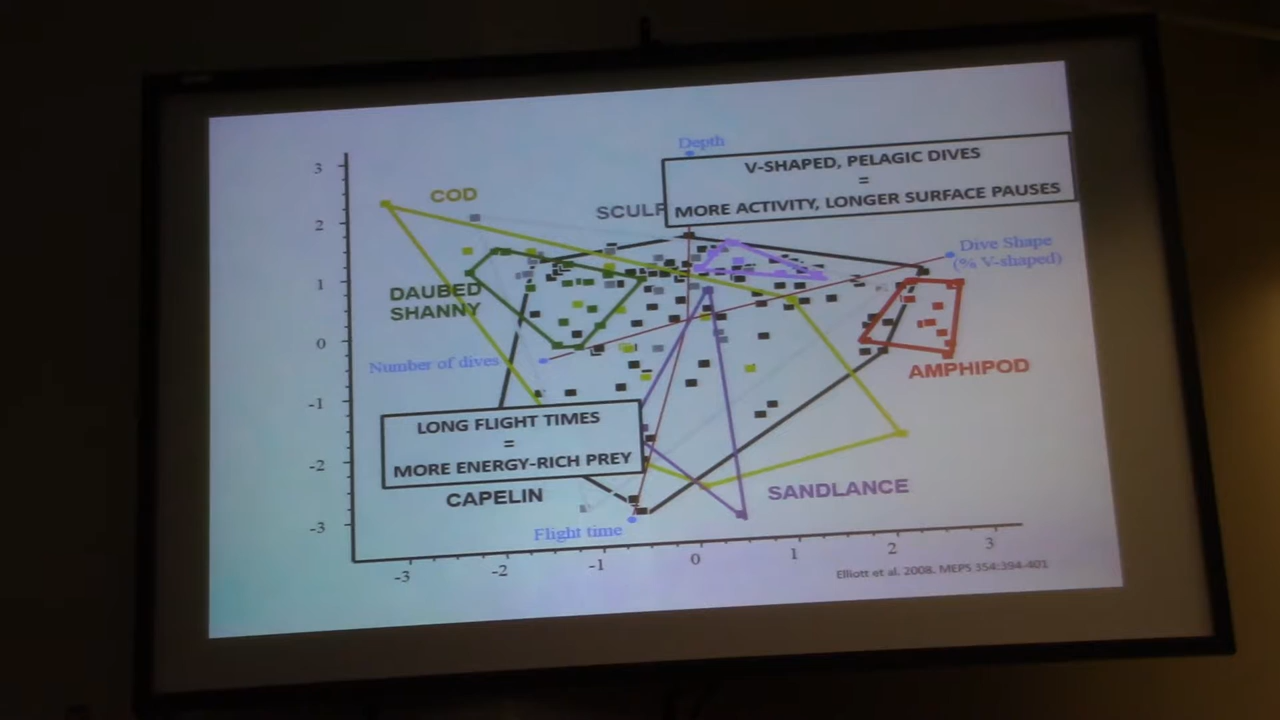 Depth
V-SHAPED, PELAGIC DIVES
=
MORE ACTIVITY, LONGER SURFACE PAUSES
COD
SCULP
Dive Shape
(% V-shaped)
DAUBED
SHANNY
Number of dives
AMPHIPOD
LONG FLIGHT TIMES
=
MORE ENERGY-RICH PREY
CAPELIN
SANDLANCE
Flight time
3
2
1
0
-1
-2
-3
-3
-2
-1
0
1
2
3
Elliott et al. 2008. MEPS 354:394-401